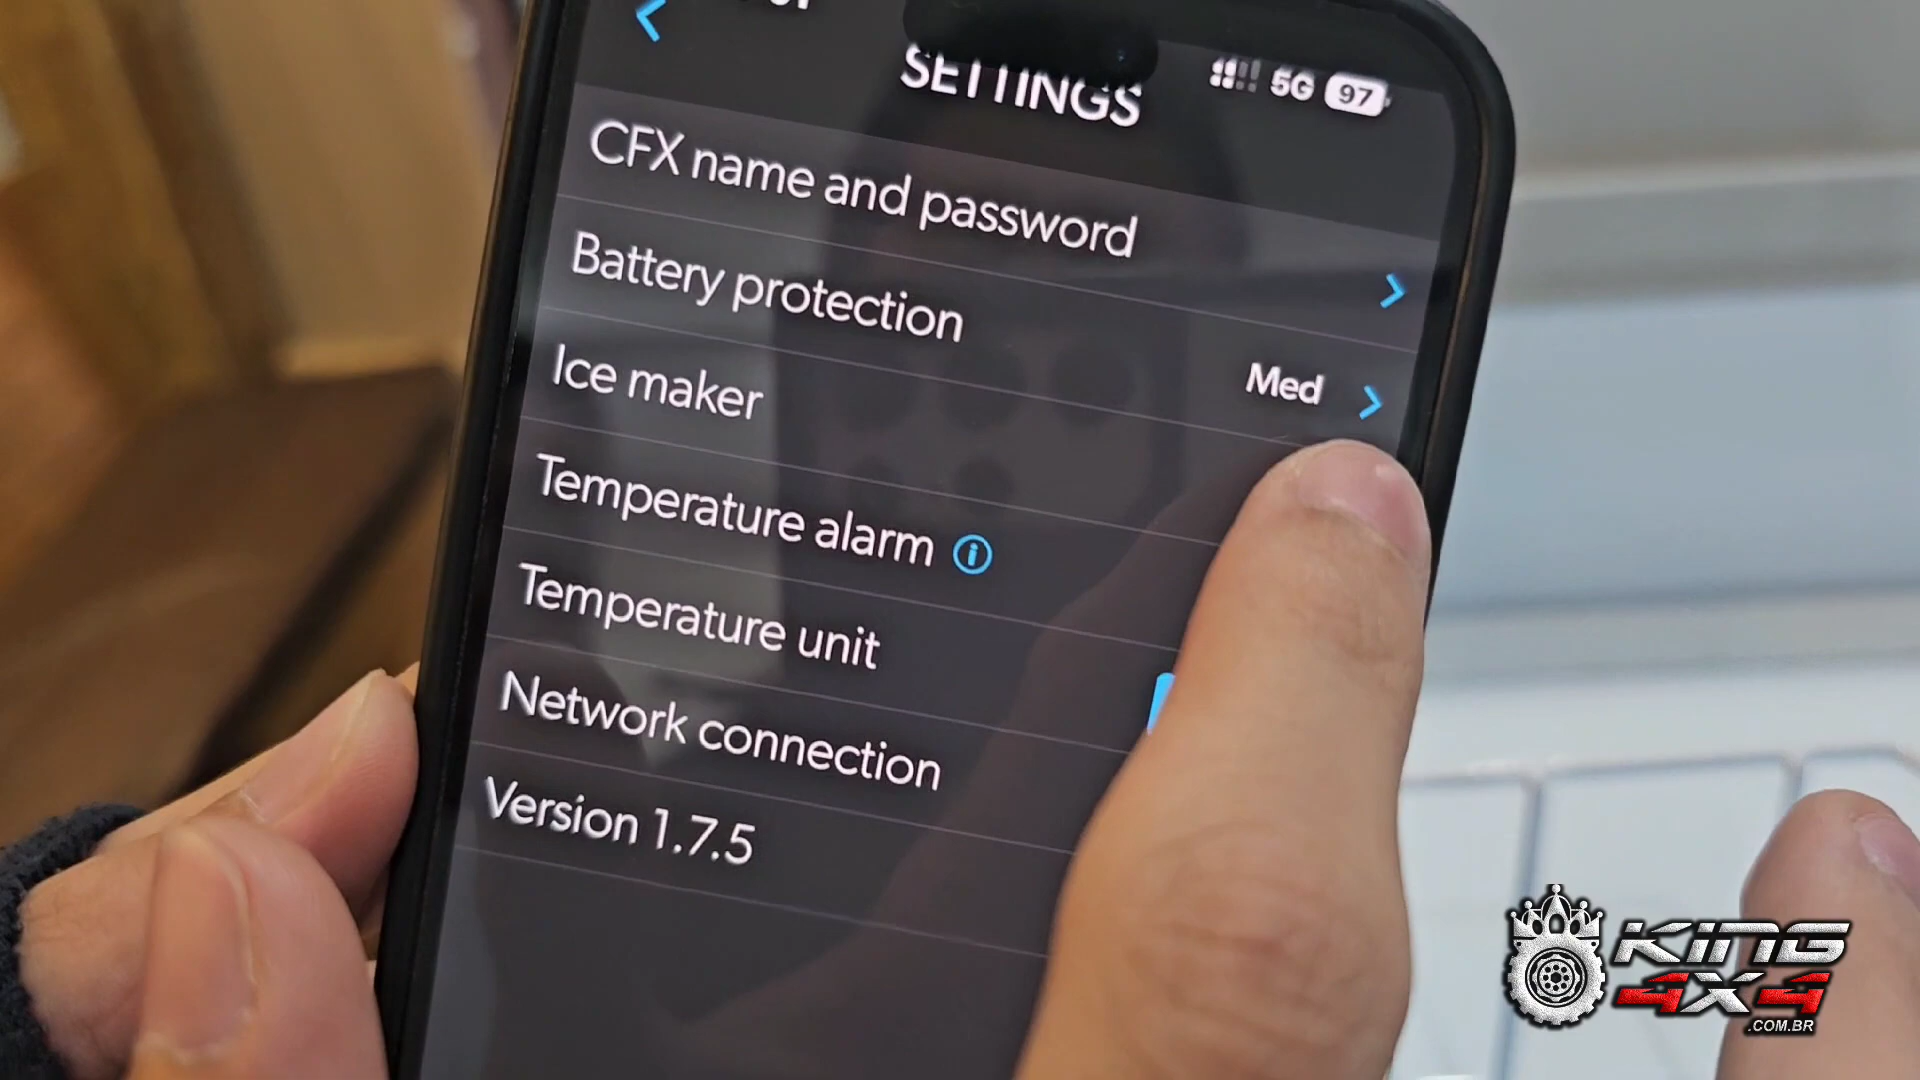 SETTINGS
5G 97
CFX name and password
Battery protection
Med
Ice maker
Temperature alarm
Temperature unit
Network connection
Version 1.7.5
KING
4X4
.COM.BR